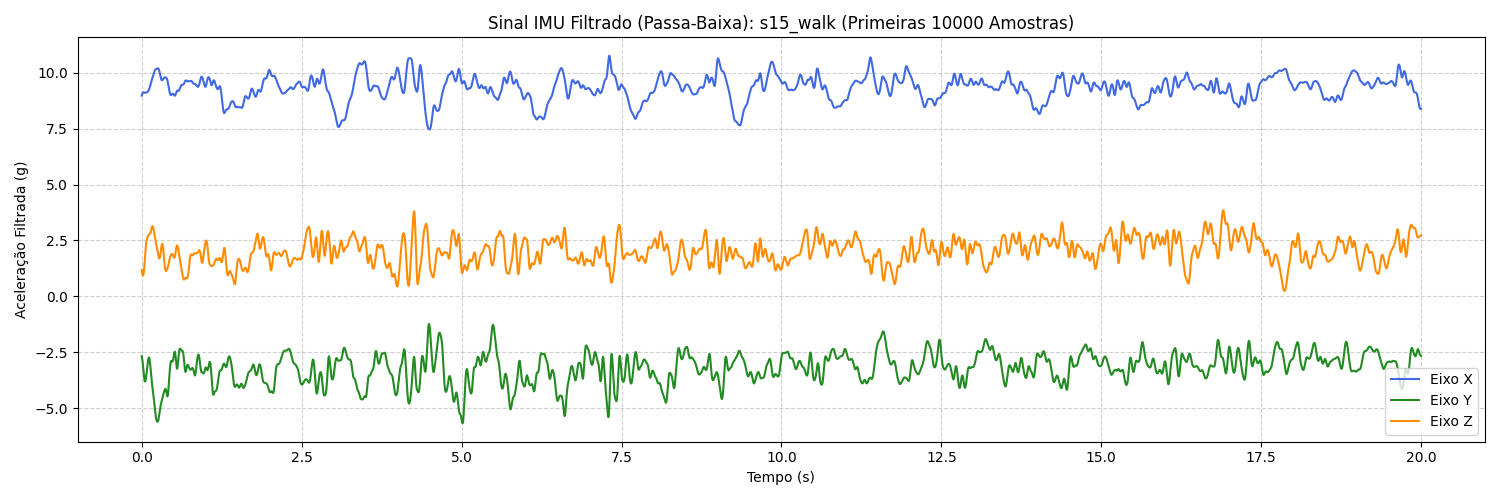 Sinal IMU Filtrado (Passa-Baixa): s15_walk (Primeiras 10000 Amostras)
Aceleração Filtrada (g)
10.0
7.5
5.0
2.5
0.0
−2.5
−5.0
0.0 2.5 5.0 7.5 10.0 12.5 15.0 17.5 20.0
Tempo (s)
Eixo X
Eixo Y
Eixo Z